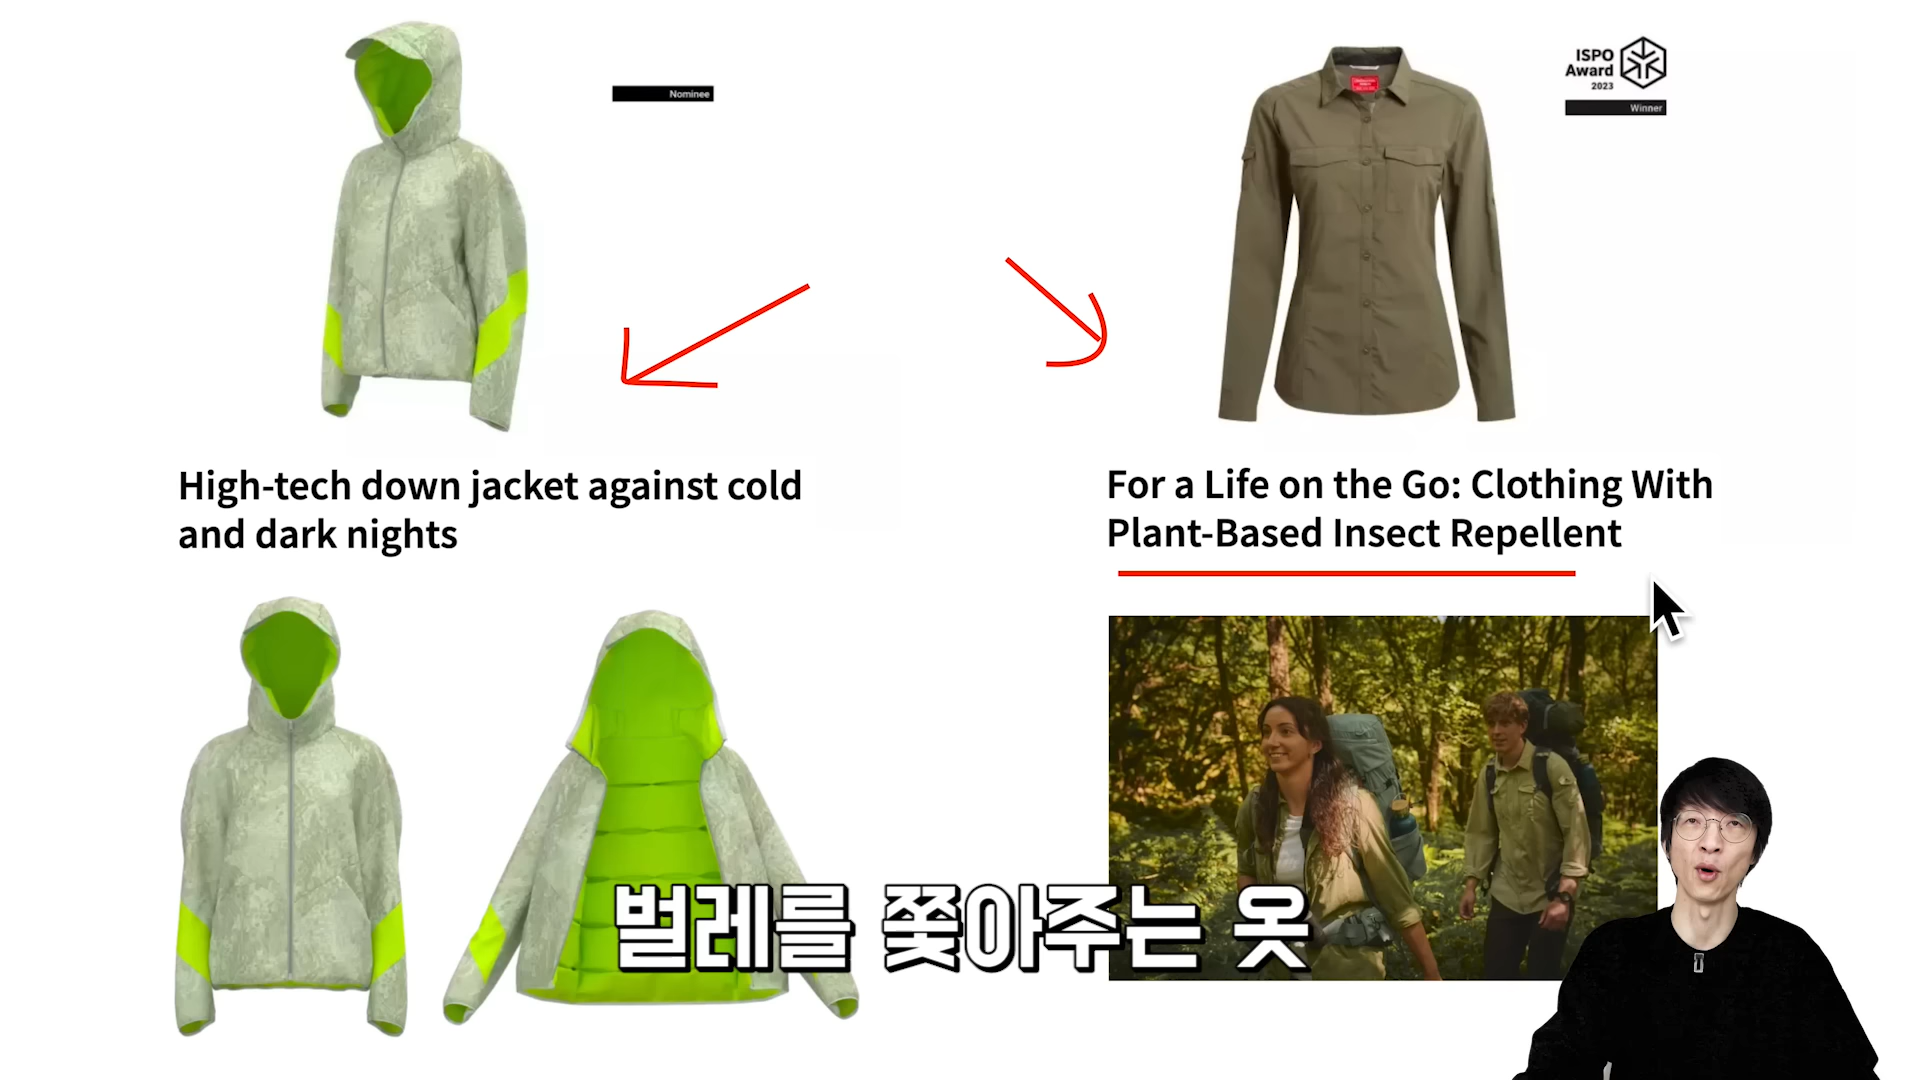 Nominee
ISPO
Award
2023
Winner
High-tech down jacket against cold
and dark nights
For a Life on the Go: Clothing With
Plant-Based Insect Repellent
벌레를 쫓아주는 옷